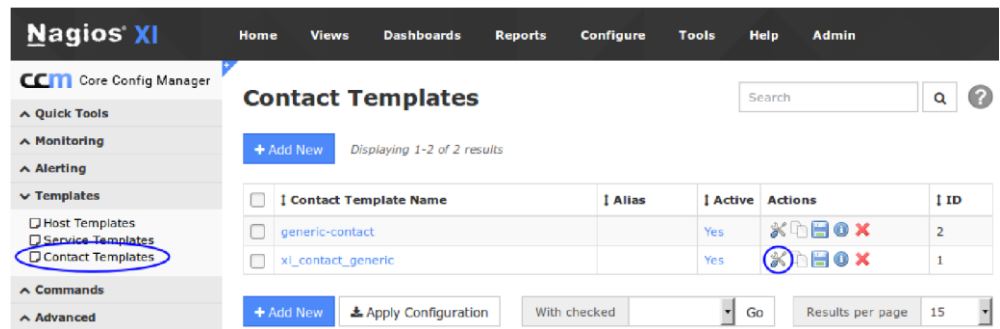 Nagios® XI
Home Views Dashboards Reports Configure Tools Help Admin
CCM Core Config Manager
Quick Tools
Monitoring
Alerting
Templates
Host Templates
Service Templates
Contact Templates
Commands
Advanced
Contact Templates
Search
?
+ Add New Displaying 1-2 of 2 results
Contact Template Name Alias Active Actions ID
generic-contact Yes 2
xi_contact_generic Yes 1
+ Add New Apply Configuration With checked Go Results per page 15